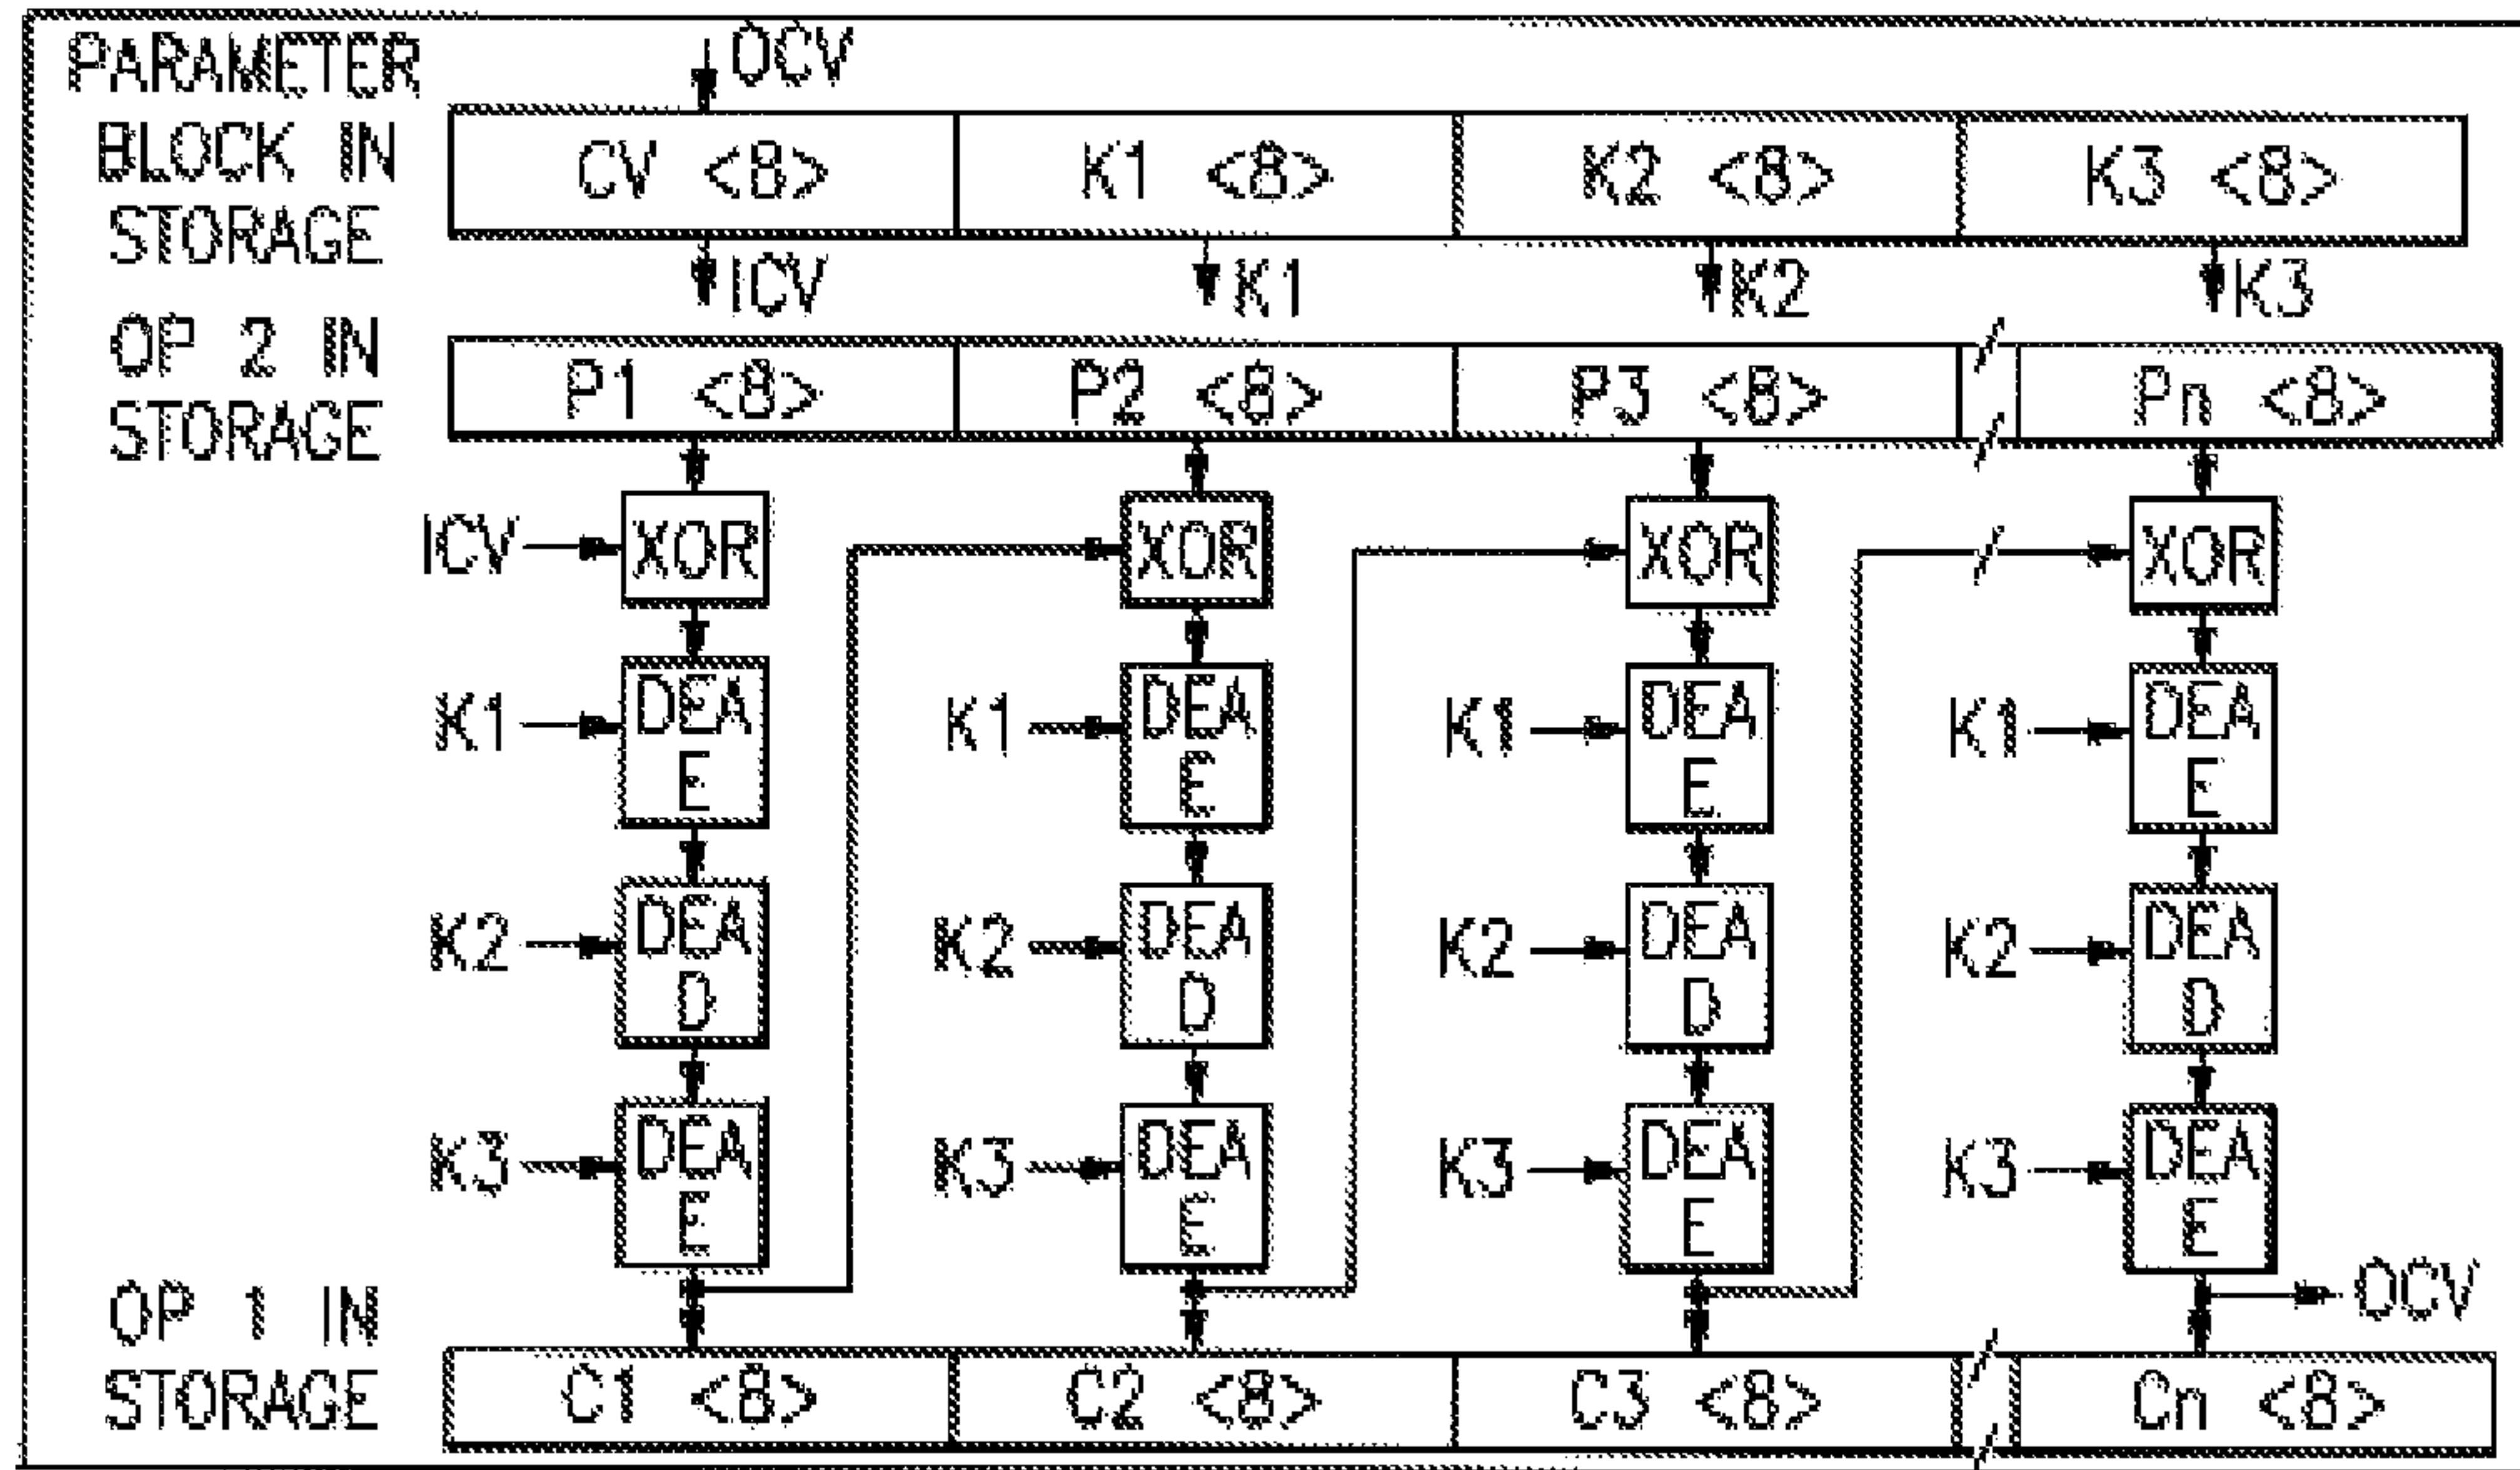 PARAMETER BLOCK IN STORAGE
OCV
CV <8> K1 <8> K2 <8> K3 <8>
ICV K1 K2 K3
OP 2 IN STORAGE
P1 <8> P2 <8> P3 <8> Pn <8>
ICV XOR XOR XOR XOR
K1 DEA E K1 DEA E K1 DEA E K1 DEA E
K2 DEA D K2 DEA D K2 DEA D K2 DEA D
K3 DEA E K3 DEA E K3 DEA E K3 DEA E
OCV
OP 1 IN STORAGE
C1 <8> C2 <8> C3 <8> Cn <8>